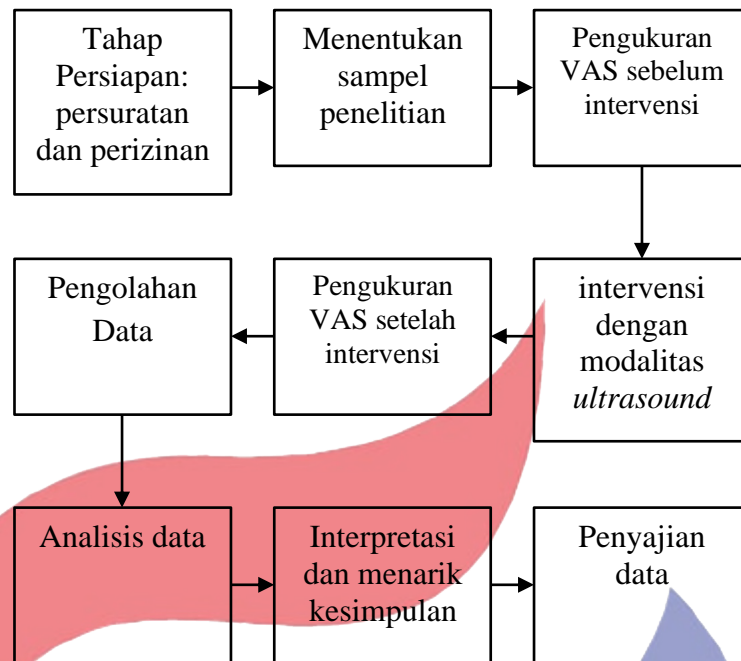 Tahap
Persiapan:
persuratan
dan perizinan
Menentukan
sampel
penelitian
Pengukuran
VAS sebelum
intervensi
intervensi
dengan
modalitas
ultrasound
Pengukuran
VAS setelah
intervensi
Pengolahan
Data
Analisis data
Interpretasi
dan menarik
kesimpulan
Penyajian
data